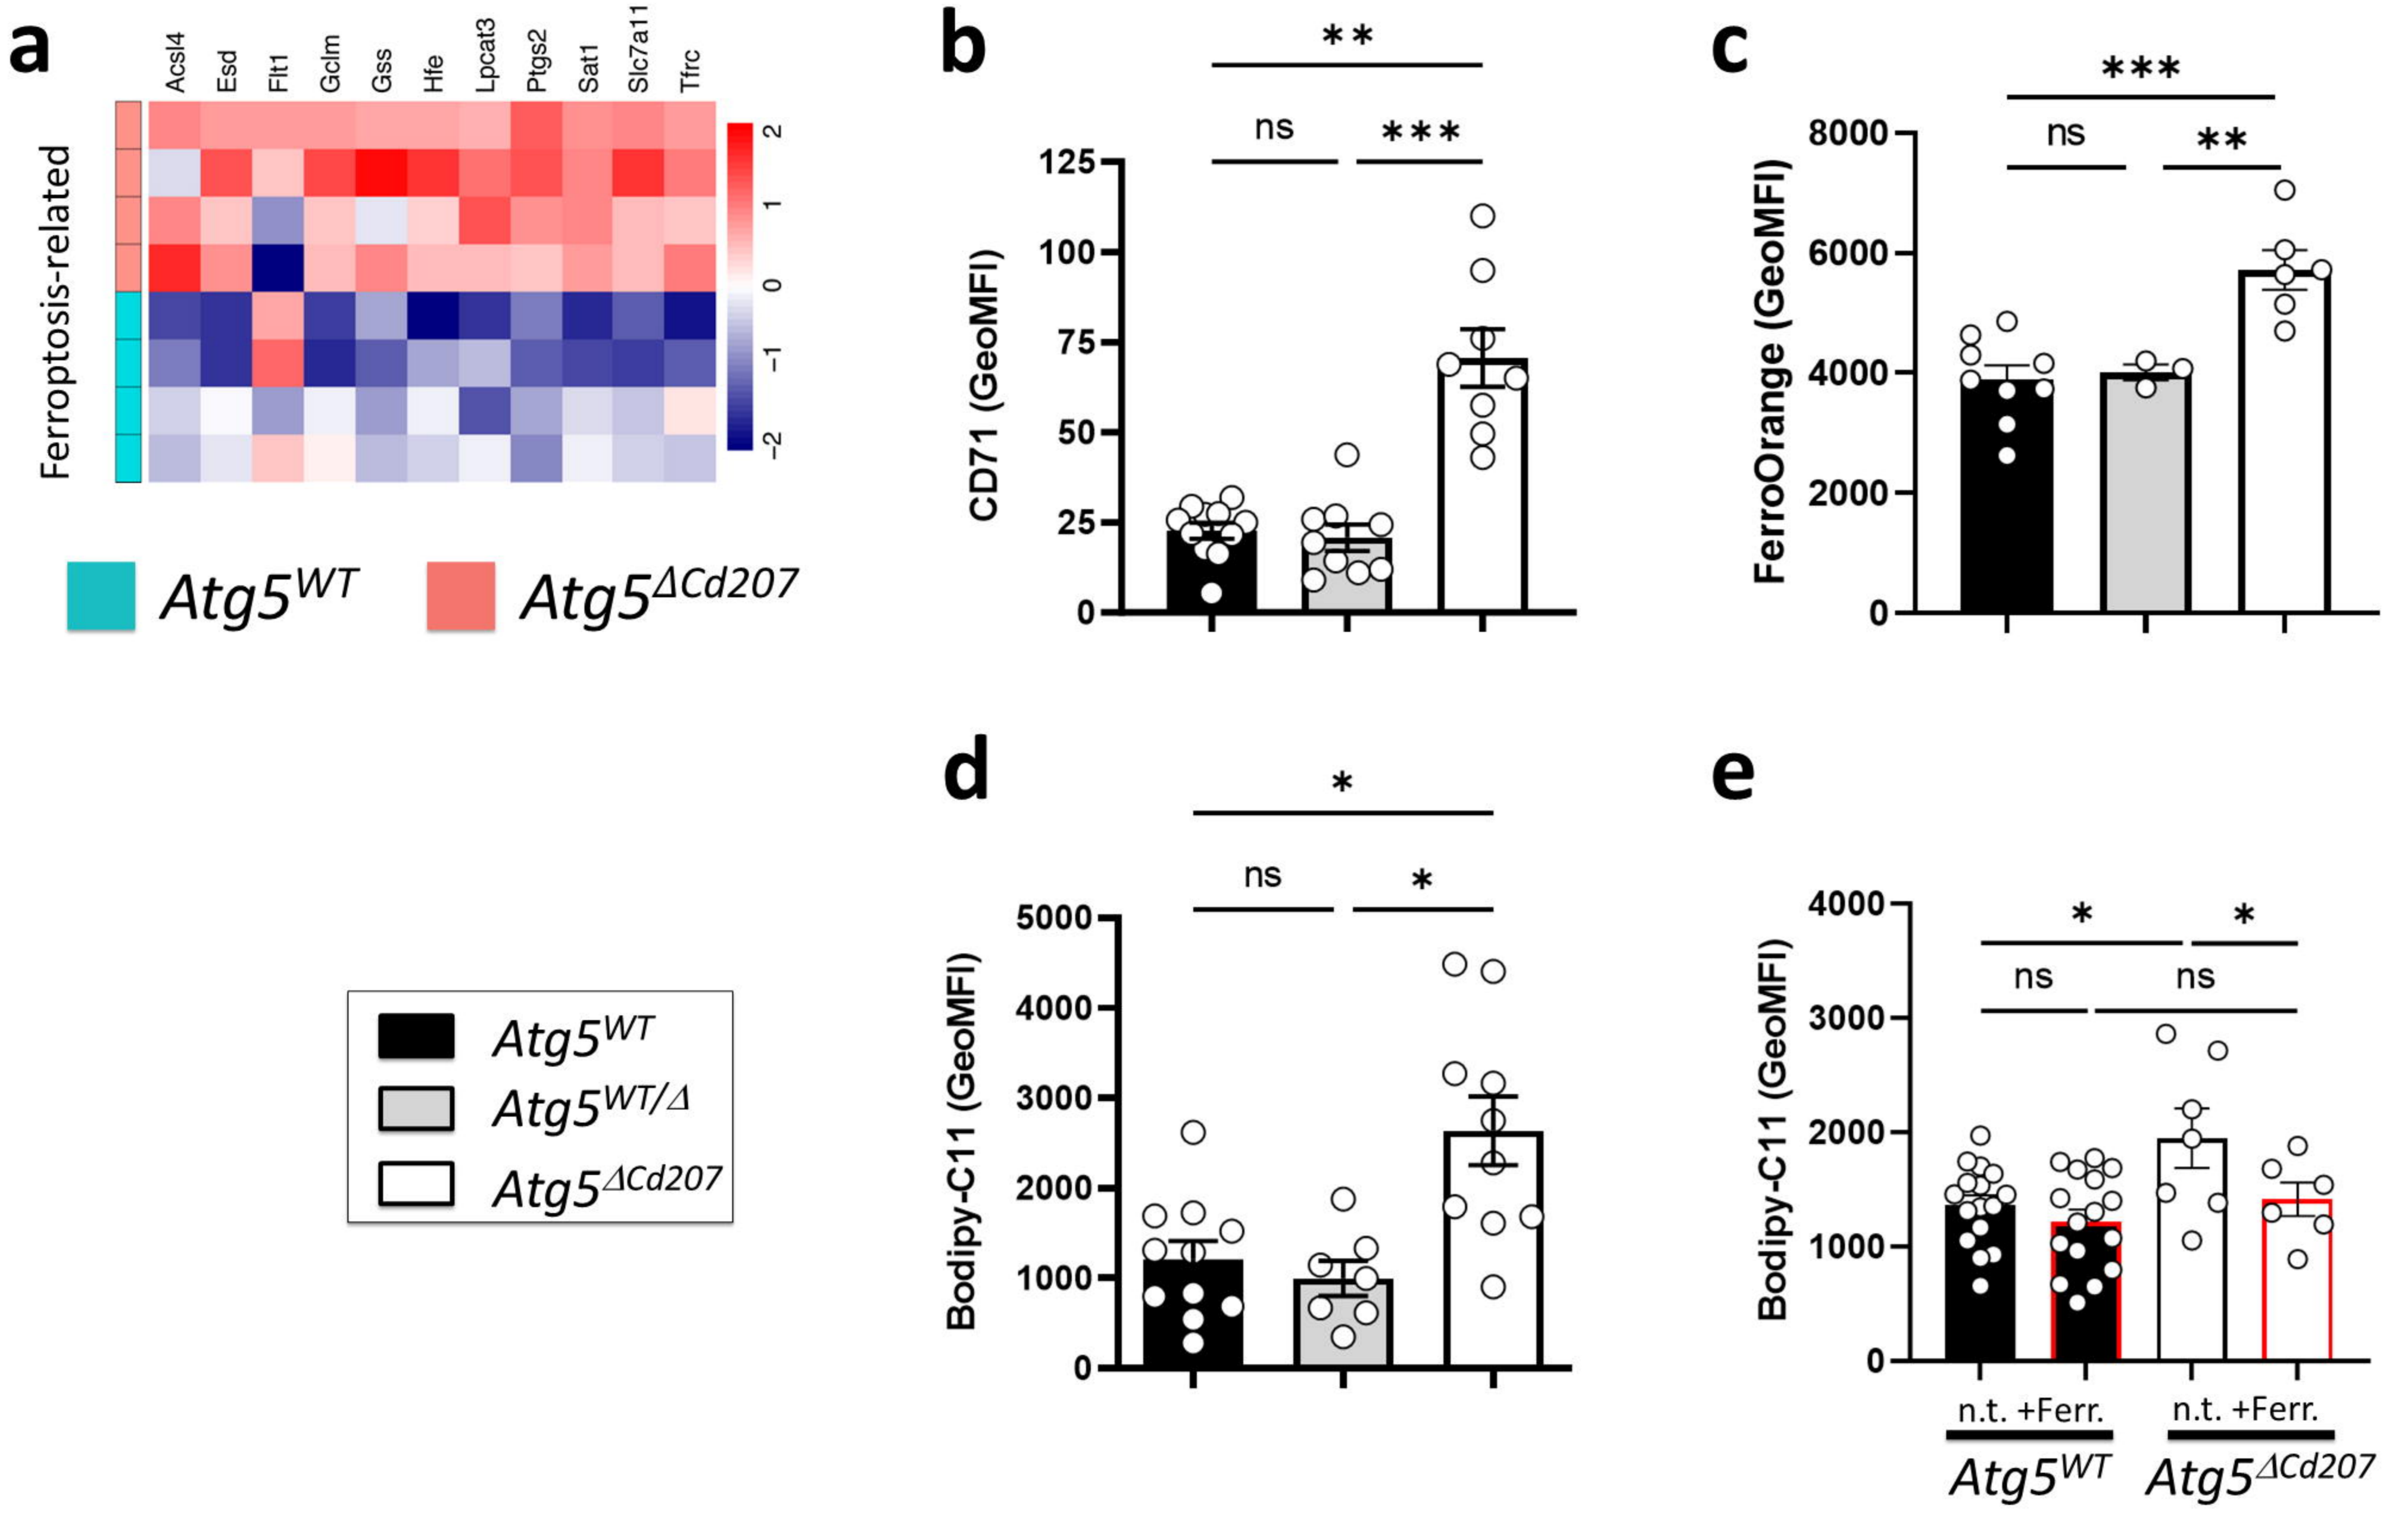 a
Acsl4 Esd Flt1 Gclm Gss Hfe Lpcat3 Ptgs2 Sat1 Slc7a11 Tfrc
Ferroptosis-related
2
1
0
−1
−2
Atg5WT Atg5ΔCd207
b
**
ns ***
125
100
75
50
25
0
CD71 (GeoMFI)
c
***
ns **
8000
6000
4000
2000
0
FerroOrange (GeoMFI)
Atg5WT
Atg5WT/Δ
Atg5ΔCd207
d
*
ns *
5000
4000
3000
2000
1000
0
Bodipy-C11 (GeoMFI)
e
* *
ns ns
4000
3000
2000
1000
0
Bodipy-C11 (GeoMFI)
n.t. +Ferr. n.t. +Ferr.
Atg5WT Atg5ΔCd207